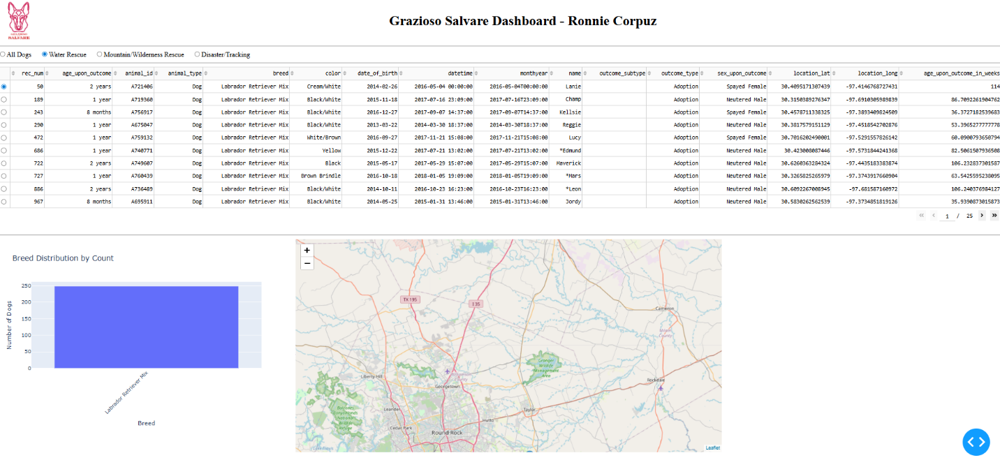 GRAZIOSO
SALVARE
Grazioso Salvare Dashboard - Ronnie Corpuz
All Dogs Water Rescue Mountain/Wilderness Rescue Disaster/Tracking
rec_num age_upon_outcome animal_id animal_type breed color date_of_birth datetime monthyear name outcome_subtype outcome_type sex_upon_outcome location_lat location_long age_upon_outcome_in_weeks
50 2 years A721406 Dog Labrador Retriever Mix Cream/White 2014-02-26 2016-05-04 00:00:00 2016-05-04T00:00:00 Lanie Adoption Spayed Female 30.4095171307439 -97.4146768727431 114
189 1 year A719360 Dog Labrador Retriever Mix Black/White 2015-11-18 2017-07-16 23:09:00 2017-07-16T23:09:00 Champ Adoption Neutered Male 30.3150389276347 -97.6910305989839 86.7092261904762
243 8 months A756917 Dog Labrador Retriever Mix Black/White 2016-12-27 2017-09-07 14:37:00 2017-09-07T14:37:00 Kellsie Adoption Spayed Female 30.4578711338325 -97.3893409824509 36.3727182539683
290 1 year A675047 Dog Labrador Retriever Mix Black/White 2013-03-22 2014-03-30 18:37:00 2014-03-30T18:37:00 Reggie Adoption Neutered Male 30.3817579151129 -97.4518542702876 53.3965277777778
472 1 year A759132 Dog Labrador Retriever Mix White/Brown 2016-09-27 2017-11-21 15:08:00 2017-11-21T15:08:00 Lucy Adoption Spayed Female 30.7016202490001 -97.5291557826142 60.0900793650794
686 1 year A740771 Dog Labrador Retriever Mix Yellow 2015-12-22 2017-07-21 13:02:00 2017-07-21T13:02:00 *Edmund Adoption Neutered Male 30.423008087446 -97.5731844241368 82.5061507936508
722 2 years A749607 Dog Labrador Retriever Mix Black 2015-05-17 2017-05-29 15:07:00 2017-05-29T15:07:00 Maverick Adoption Neutered Male 30.6260363284324 -97.4435183383874 106.232837301587
727 1 year A760439 Dog Labrador Retriever Mix Brown Brindle 2016-10-18 2018-01-05 19:09:00 2018-01-05T19:09:00 *Mars Adoption Neutered Male 30.3265825265979 -97.3743917660904 63.5425595238095
886 2 years A736489 Dog Labrador Retriever Mix Black/White 2014-10-11 2016-10-23 16:23:00 2016-10-23T16:23:00 *Leon Adoption Neutered Male 30.6092267008945 -97.681587160972 106.240376984127
967 8 months A695911 Dog Labrador Retriever Mix Black/White 2014-05-25 2015-01-31 13:46:00 2015-01-31T13:46:00 Jordy Adoption Neutered Male 30.5830262562539 -97.3734851819126 35.9390873015873
« ‹ 1 / 25 › »
Breed Distribution by Count
250
200
150
100
50
0
Number of Dogs
Labrador Retriever Mix
Breed
+
−
TX 195
I 35
Cameron
Milam
County
Granger
Wildlife
Management
Area
Liberty Hill
Georgetown
Rockdale
Leander
Taylor
Balcones
Canyonlands
National
Wildlife
Refuge
Hutto
Cedar Park
Round Rock
Leaflet